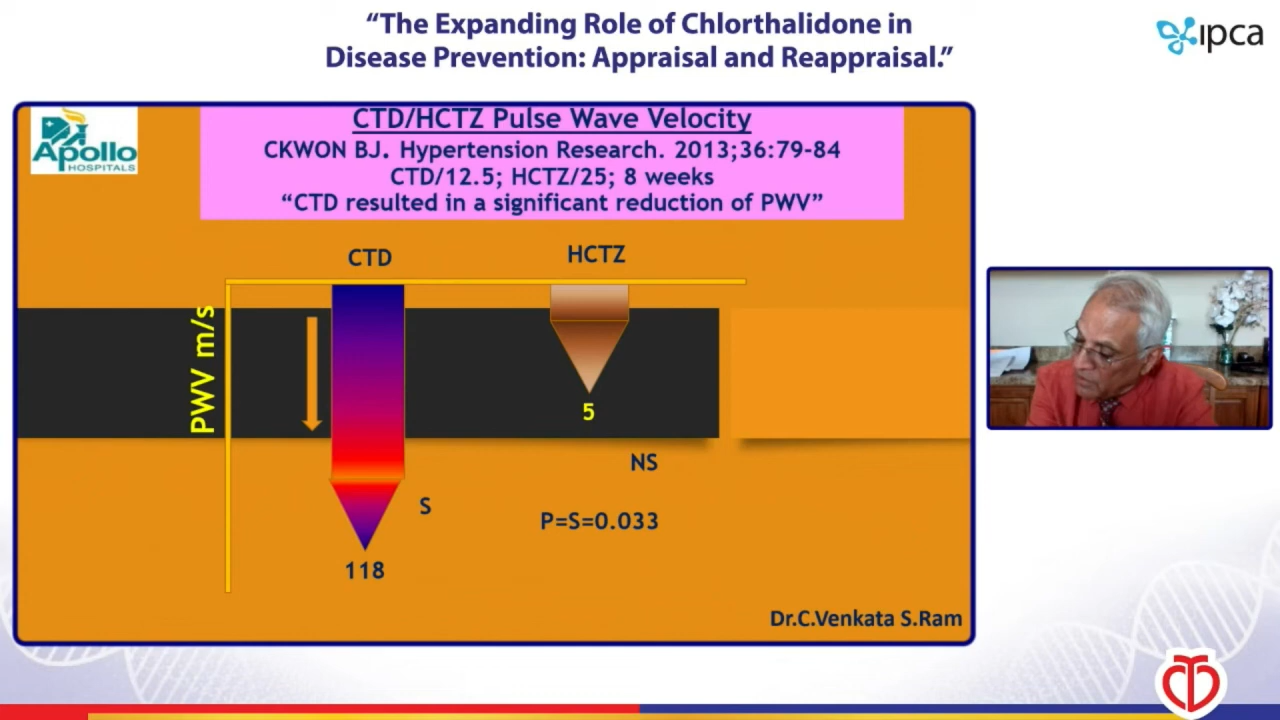 “The Expanding Role of Chlorthalidone in
Disease Prevention: Appraisal and Reappraisal.”
ipca
Apollo
HOSPITALS
CTD/HCTZ Pulse Wave Velocity
CKWON BJ. Hypertension Research. 2013;36:79-84
CTD/12.5; HCTZ/25; 8 weeks
“CTD resulted in a significant reduction of PWV”
CTD
HCTZ
PWV m/s
5
NS
S
P=S=0.033
118
Dr.C.Venkata S.Ram